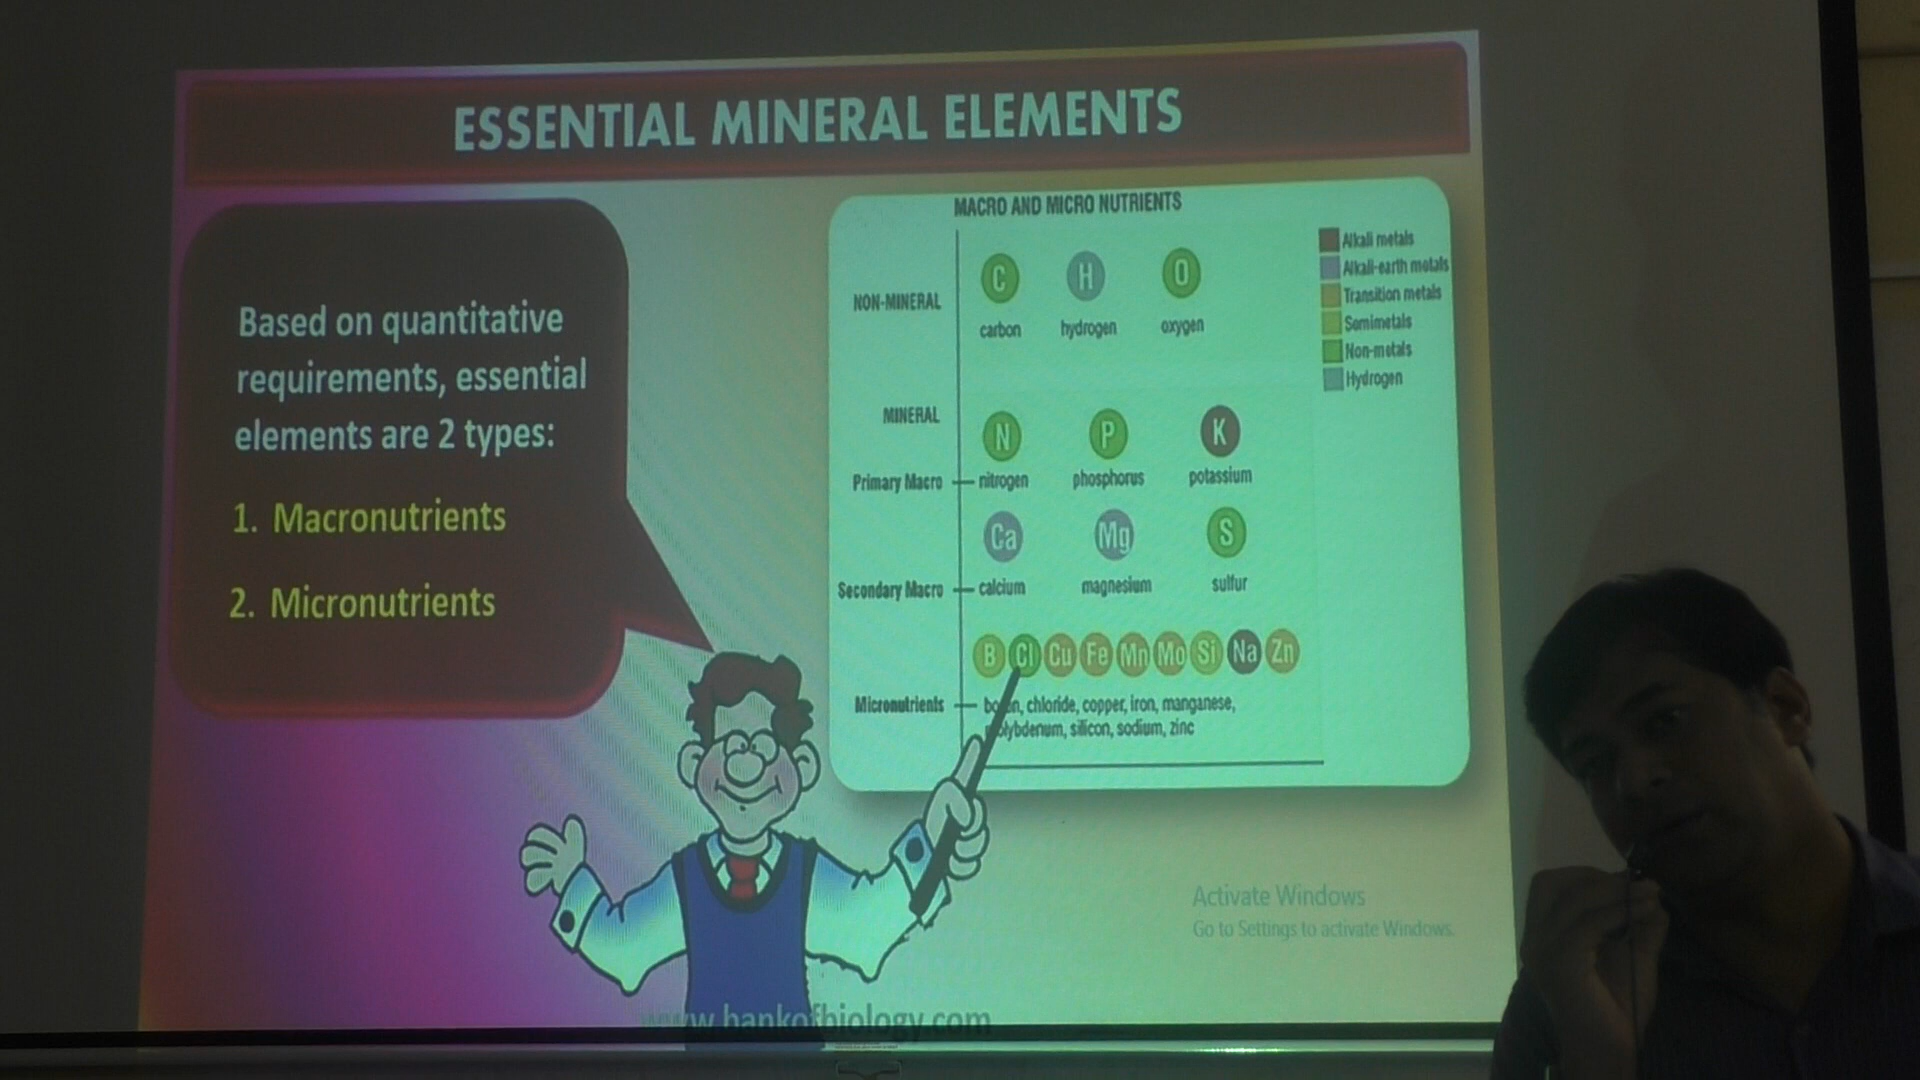 ESSENTIAL MINERAL ELEMENTS
Based on quantitative
requirements, essential
elements are 2 types:
1. Macronutrients
2. Micronutrients
MACRO AND MICRO NUTRIENTS
NON-MINERAL
C H O
carbon hydrogen oxygen
MINERAL
N P K
Primary Macro nitrogen phosphorus potassium
Ca Mg S
Secondary Macro calcium magnesium sulfur
B Cl Cu Fe Mn Mo Si Na Zn
Micronutrients chloride, copper, iron, manganese,
silicon, sodium, zinc
Alkali metals
Alkali-earth metals
Transition metals
Semimetals
Non-metals
Hydrogen
Activate Windows
Go to Settings to activate Windows.
www.bankofbiology.com